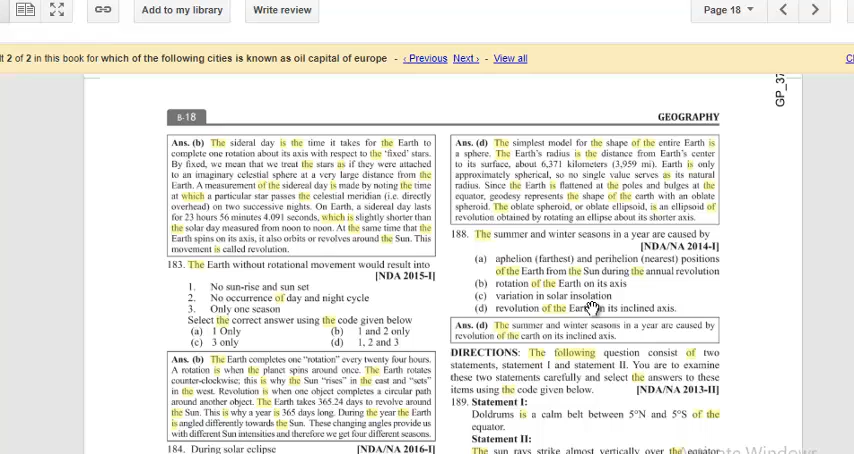 Add to my library
Write review
Page 18
lt 2 of 2 in this book for which of the following cities is known as oil capital of europe - ‹ Previous Next › - View all
GP_37
B-18
GEOGRAPHY
Ans. (b) The sideral day is the time it takes for the Earth to
complete one rotation about its axis with respect to the 'fixed' stars.
By fixed, we mean that we treat the stars as if they were attached
to an imaginary celestial sphere at a very large distance from the
Earth. A measurement of the sidereal day is made by noting the time
at which a particular star passes the celestial meridian (i.e. directly
overhead) on two successive nights. On Earth, a sidereal day lasts
for 23 hours 56 minutes 4.091 seconds, which is slightly shorter than
the solar day measured from noon to noon. At the same time that the
Earth spins on its axis, it also orbits or revolves around the Sun. This
movement is called revolution.
183. The Earth without rotational movement would result into
[NDA 2015-I]
1. No sun-rise and sun set
2. No occurrence of day and night cycle
3. Only one season
Select the correct answer using the code given below
(a) 1 Only
(b) 1 and 2 only
(c) 3 only
(d) 1, 2 and 3
Ans. (b) The Earth completes one "rotation" every twenty four hours.
A rotation is when the planet spins around its axis. The Earth rotates
counter-clockwise; this is why the Sun "rises" in the east and "sets"
in the west. Revolution is when one object completes a circular path
around another object. The Earth takes 365.24 days to revolve around
the Sun. This is why a year is 365 days long. During the year the Earth
is angled differently towards the Sun. These changing angles provide us
with different Sun intensities and therefore we get four different seasons.
184. During solar eclipse
[NDA/NA 2016-I]
Ans. (d) The simplest model for the shape of the entire Earth is
a sphere. The Earth's radius is the distance from Earth's center
to its surface, about 6,371 kilometers (3,959 mi). Earth is only
approximately spherical, so no single value serves as its natural
radius. Since the Earth is flattened at the poles and bulges at the
equator, geodesy represents the shape of the earth with an oblate
spheroid. The oblate spheroid, or oblate ellipsoid, is an ellipsoid of
revolution obtained by rotating an ellipse about its shorter axis.
188. The summer and winter seasons in a year are caused by
[NDA/NA 2014-I]
(a) aphelion (farthest) and perihelion (nearest) positions
of the Earth from the Sun during the annual revolution
(b) rotation of the Earth on its axis
(c) variation in solar insolation
(d) revolution of the Earth on its inclined axis.
Ans. (d) The summer and winter seasons in a year are caused by
revolution of the earth on its inclined axis.
DIRECTIONS: The following question consist of two
statements, statement I and statement II. You are to examine
these two statements carefully and select the answers to these
items using the code given below. [NDA/NA 2013-II]
189. Statement I:
Doldrums is a calm belt between 5°N and 5°S of the
equator.
Statement II:
The sun rays strike almost vertically over the equator